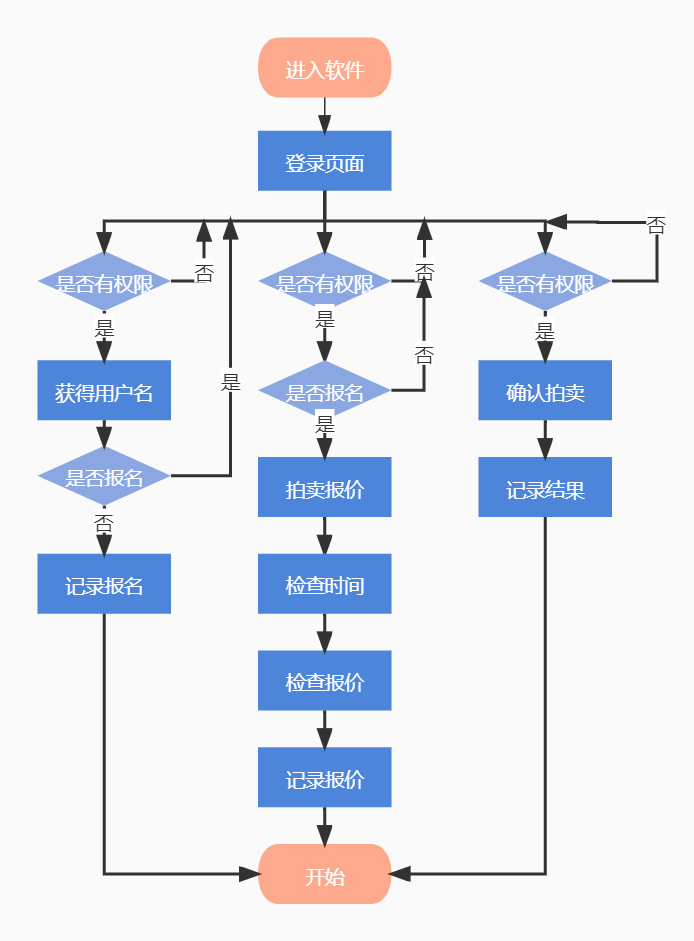 进入软件
登录页面
否
否
否
是否有权限
是否有权限
是否有权限
是
是
是
否
获得用户名
是
是否报名
确认拍卖
是
是否报名
拍卖报价
记录结果
否
记录报名
检查时间
检查报价
记录报价
开始